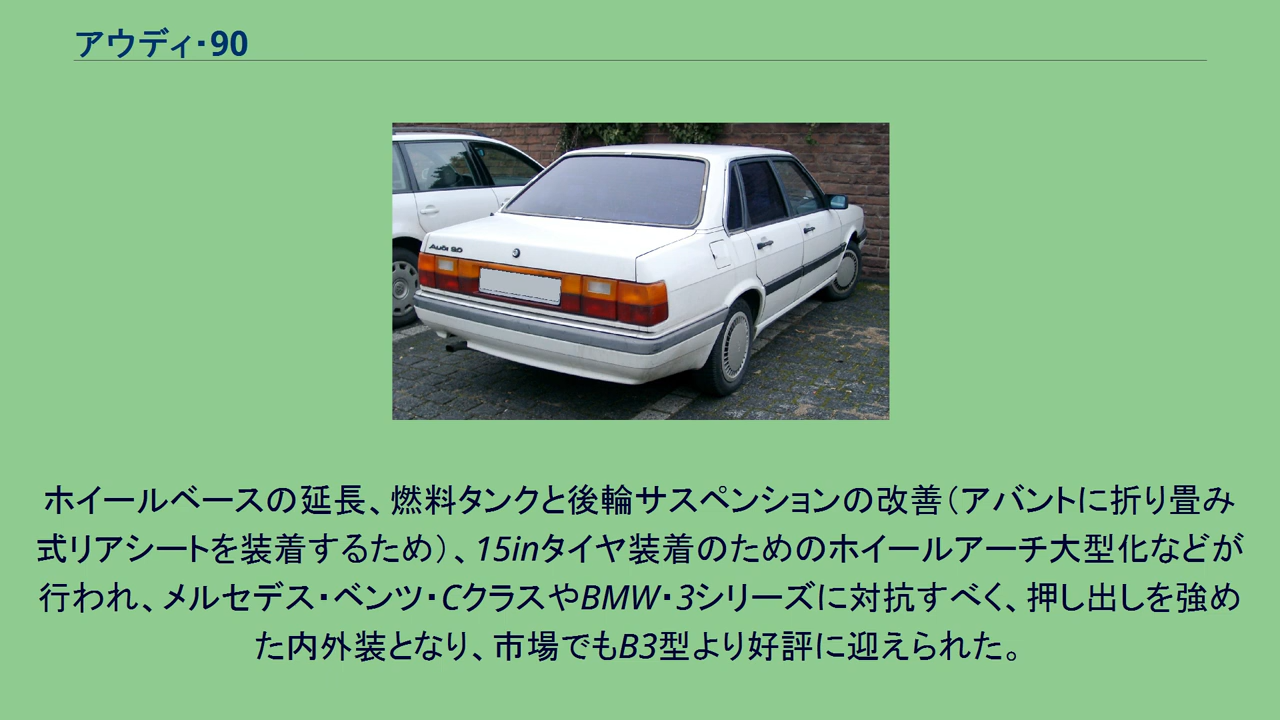 アウディ・90
Audi 90
ホイールベースの延長、燃料タンクと後輪サスペンションの改善（アバントに折り畳み
式リアシートを装着するため）、15inタイヤ装着のためのホイールアーチ大型化などが
行われ、メルセデス・ベンツ・CクラスやBMW・3シリーズに対抗すべく、押し出しを強め
た内外装となり、市場でもB3型より好評に迎えられた。